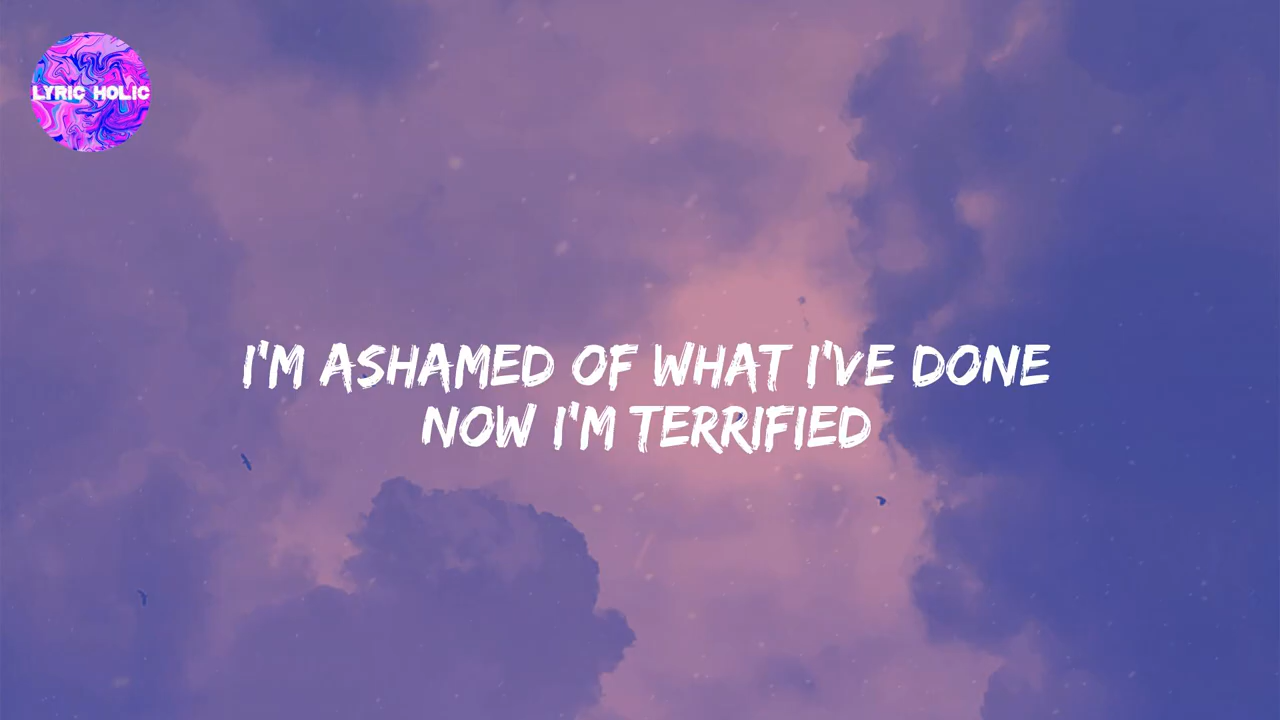 LYRIC HOLIC
I'M ASHAMED OF WHAT I'VE DONE
NOW I'M TERRIFIED